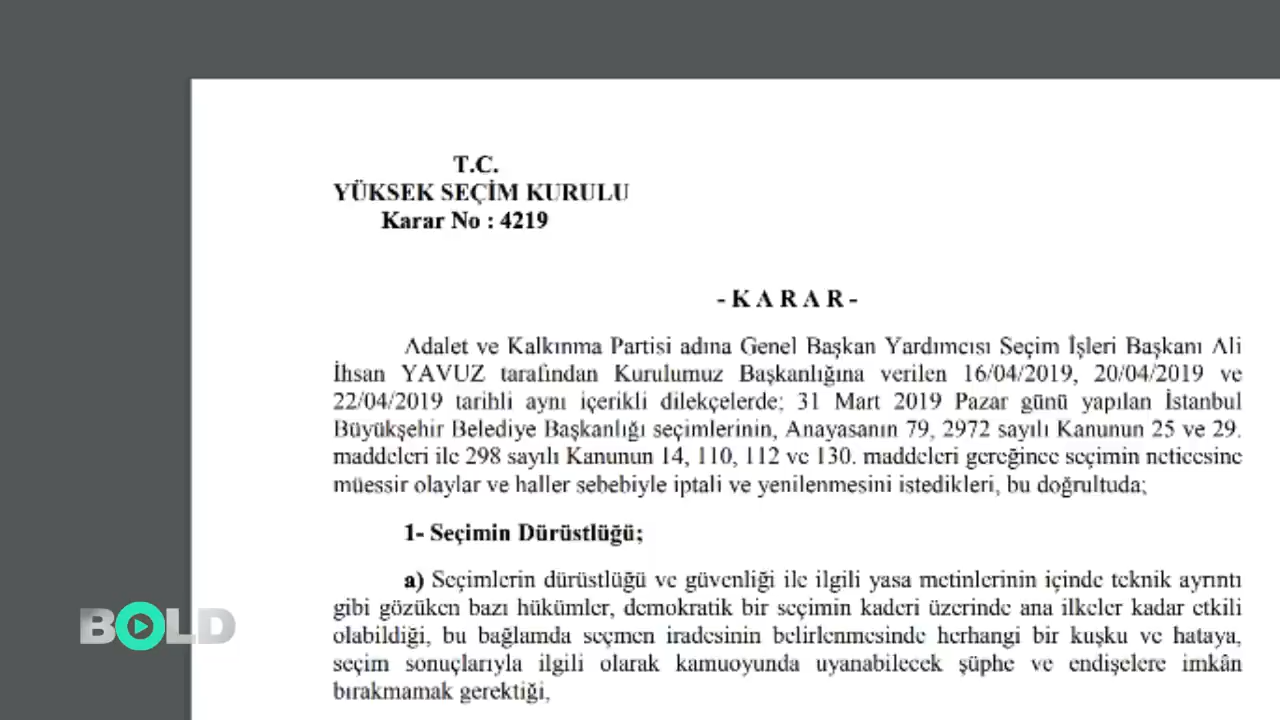 T.C.
YÜKSEK SEÇİM KURULU
Karar No : 4219
- K A R A R -
Adalet ve Kalkınma Partisi adına Genel Başkan Yardımcısı Seçim İşleri Başkanı Ali
İhsan YAVUZ tarafından Kurulumuz Başkanlığına verilen 16/04/2019, 20/04/2019 ve
22/04/2019 tarihli aynı içerikli dilekçelerde; 31 Mart 2019 Pazar günü yapılan İstanbul
Büyükşehir Belediye Başkanlığı seçimlerinin, Anayasanın 79, 2972 sayılı Kanunun 25 ve 29.
maddeleri ile 298 sayılı Kanunun 14, 110, 112 ve 130. maddeleri gereğince seçimin neticesine
müessir olaylar ve haller sebebiyle iptali ve yenilenmesini istedikleri, bu doğrultuda;
1- Seçimin Dürüstlüğü;
a) Seçimlerin dürüstlüğü ve güvenliği ile ilgili yasa metinlerinin içinde teknik ayrıntı
gibi gözüken bazı hükümler, demokratik bir seçimin kaderi üzerinde ana ilkeler kadar etkili
olabildiği, bu bağlamda seçmen iradesinin belirlenmesinde herhangi bir kuşku ve hataya,
seçim sonuçlarıyla ilgili olarak kamuoyunda uyanabilecek şüphe ve endişelere imkân
bırakmamak gerektiği,
BOLD